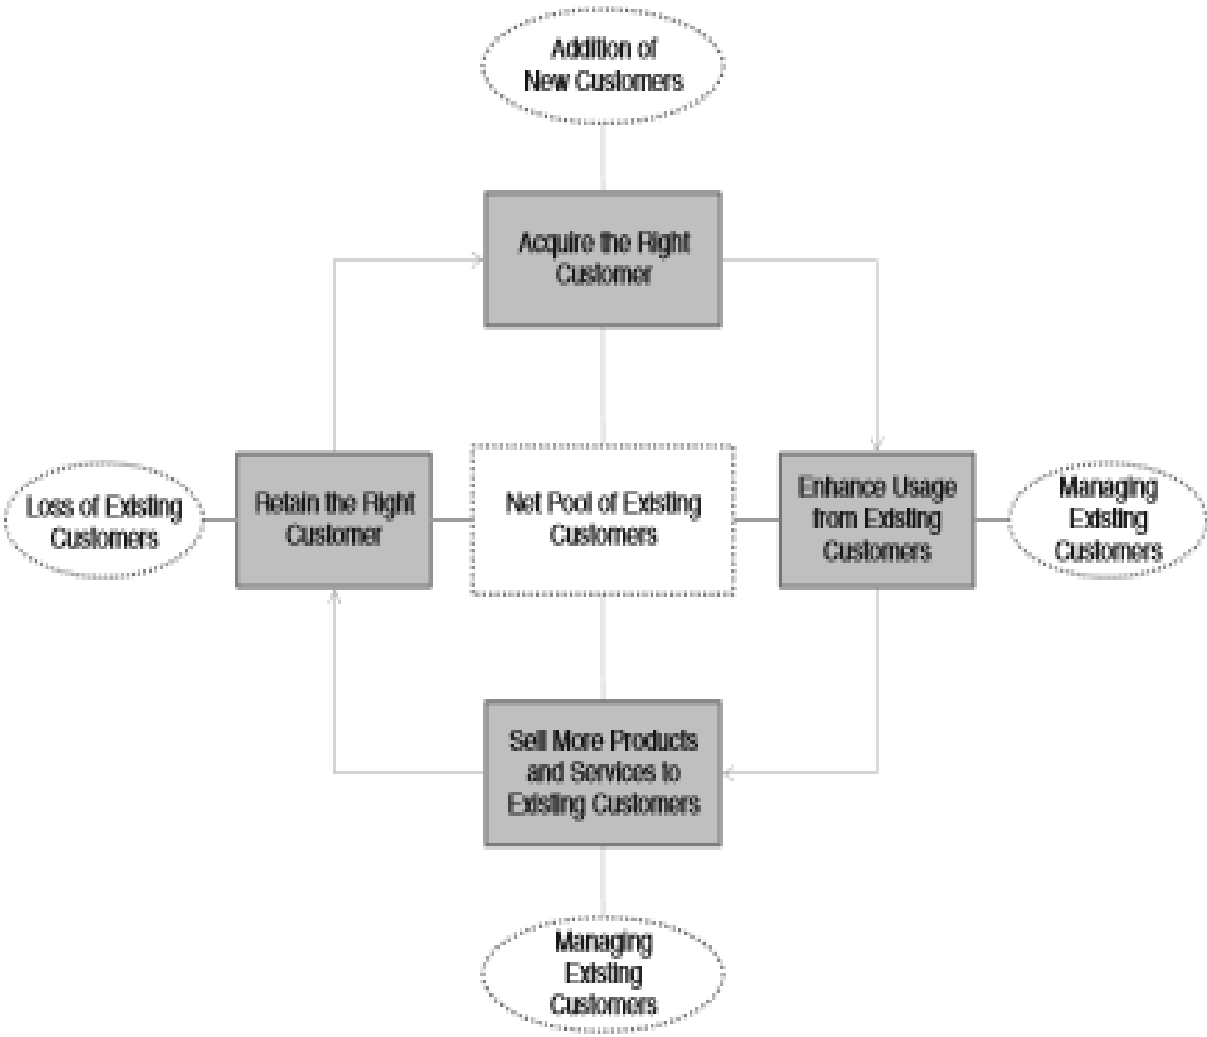 Addition of
New Customers
Acquire the Right
Customer
Loss of Existing
Customers
Retain the Right
Customer
Net Pool of Existing
Customers
Enhance Usage
from Existing
Customers
Managing
Existing
Customers
Sell More Products
and Services to
Existing Customers
Managing
Existing
Customers